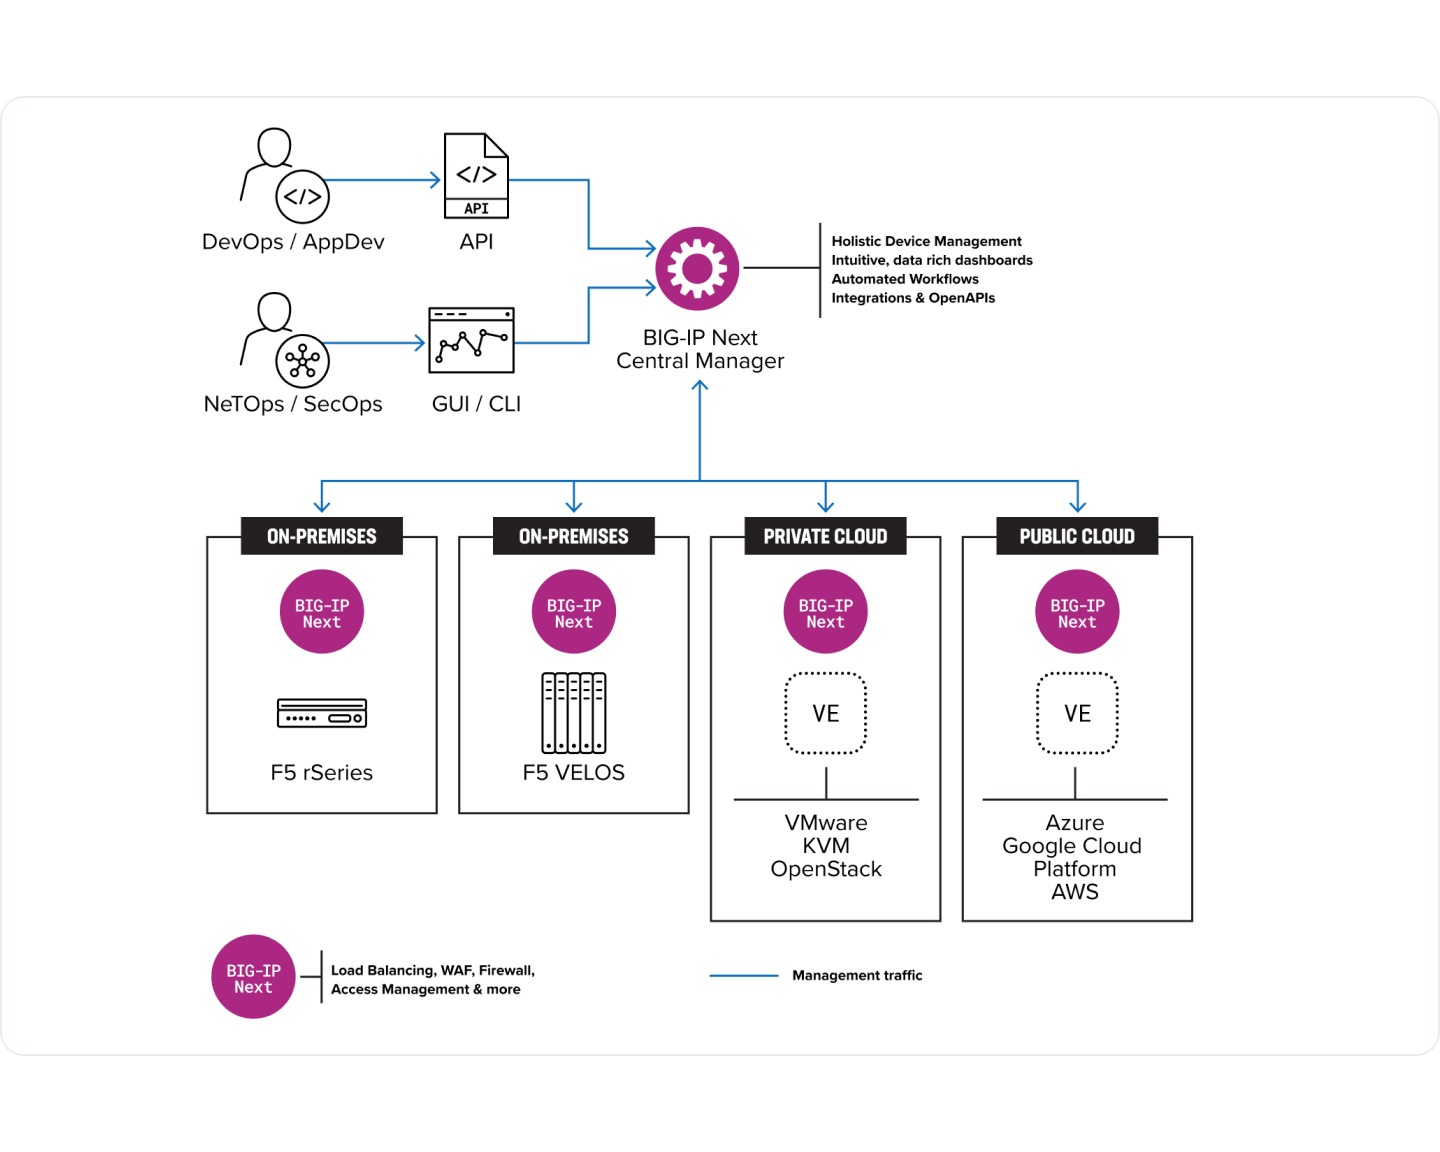 </>
DevOps / AppDev
</>
API
API
Holistic Device Management
Intuitive, data rich dashboards
Automated Workflows
Integrations & OpenAPIs
NeTOps / SecOps
GUI / CLI
BIG-IP Next
Central Manager
ON-PREMISES
BIG-IP
Next
F5 rSeries
ON-PREMISES
BIG-IP
Next
F5 VELOS
PRIVATE CLOUD
BIG-IP
Next
VE
VMware
KVM
OpenStack
PUBLIC CLOUD
BIG-IP
Next
VE
Azure
Google Cloud
Platform
AWS
BIG-IP
Next
Load Balancing, WAF, Firewall,
Access Management & more
Management traffic